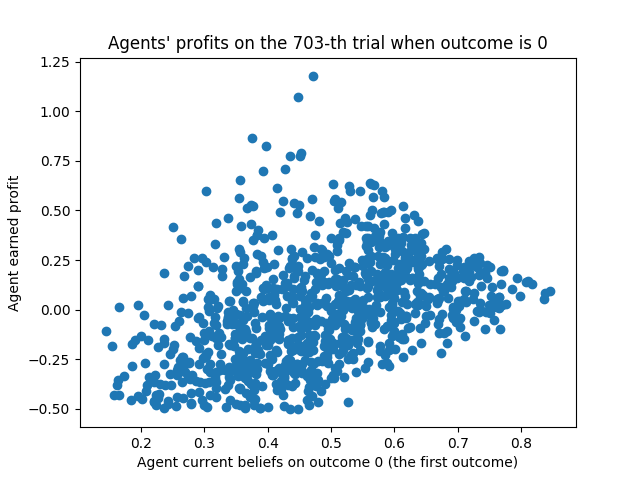 Agents' profits on the 703-th trial when outcome is 0
1.25
1.00
0.75
0.50
0.25
0.00
−0.25
−0.50
Agent earned profit
0.2 0.3 0.4 0.5 0.6 0.7 0.8
Agent current beliefs on outcome 0 (the first outcome)